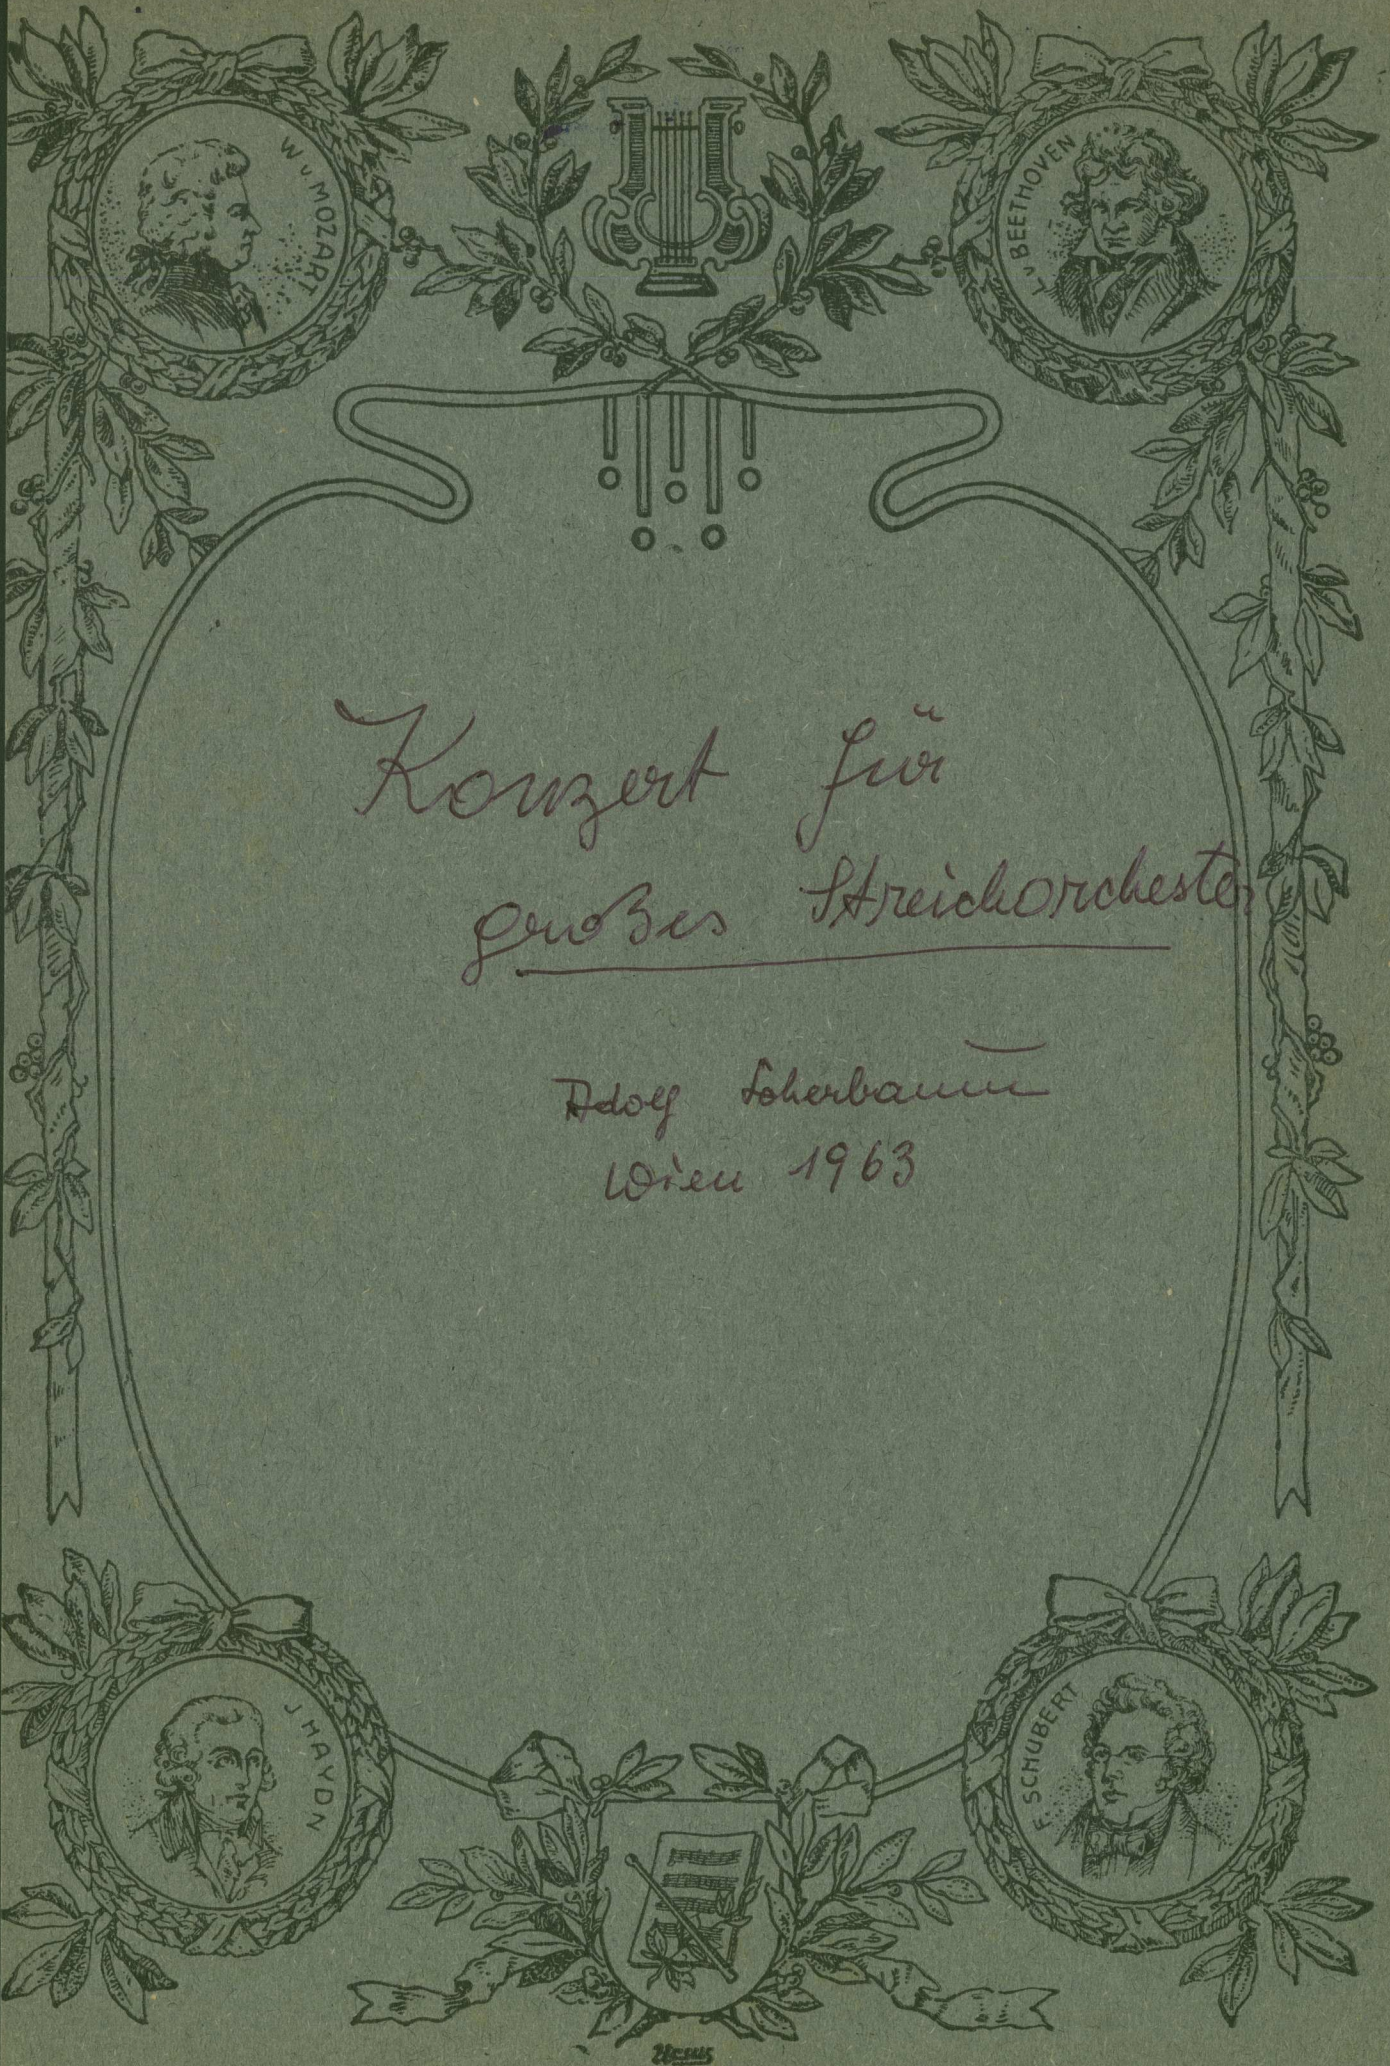 W v MOZART
L v BEETHOVEN
Konzert für
großes Streichorchester
Adolf Scherbaum
Wien 1963
J HAYDN
F. SCHUBERT